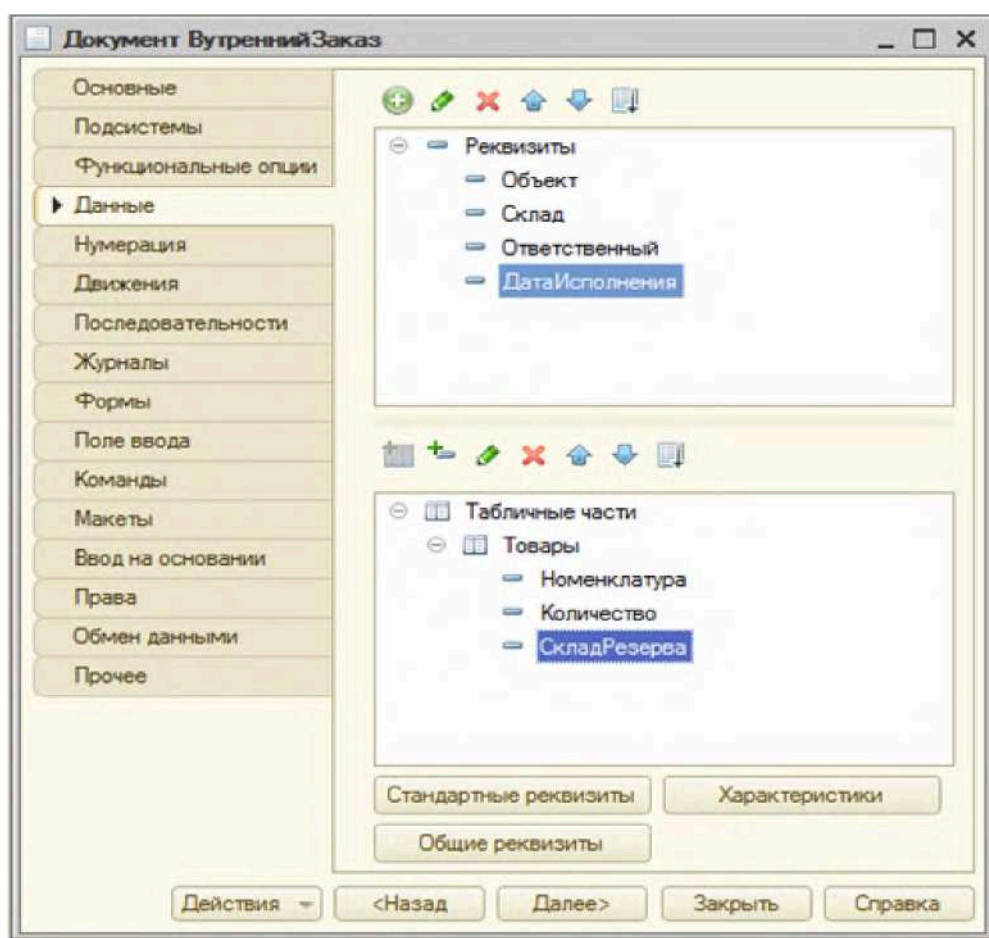 Документ ВутреннийЗаказ
Основные
Подсистемы
Функциональные опции
Данные
Нумерация
Движения
Последовательности
Журналы
Формы
Поле ввода
Команды
Макеты
Ввод на основании
Права
Обмен данными
Прочее
Реквизиты
Объект
Склад
Ответственный
ДатаИсполнения
Табличные части
Товары
Номенклатура
Количество
СкладРезерва
Стандартные реквизиты Характеристики
Общие реквизиты
Действия <Назад Далее> Закрыть Справка